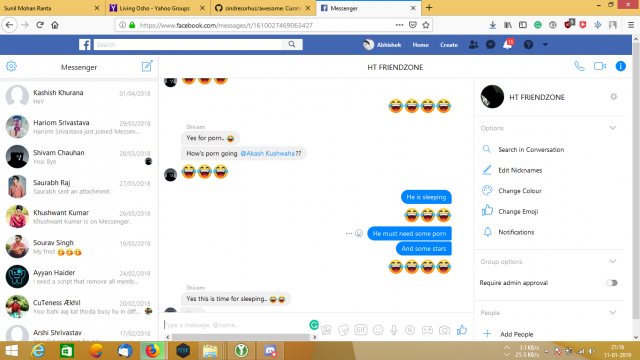 Sunil Mohan Ranta
Living Osho - Yahoo Groups
sindresorhus/awesome: Curat
Messenger
https://www.facebook.com/messages/t/1610027469063427
Search
Abhishek
Home
Create
15
Messenger
HT FRIENDZONE
Kashish Khurana
01/04/2018
HeY
Hariom Srivastava
28/03/2018
Hariom Srivastava just joined Messen...
Shivam Chauhan
28/03/2018
You: Bye
Saurabh Raj
27/03/2018
Saurabh sent an attachment.
Khushwant Kumar
26/03/2018
Khushwant Kumar is on Messenger.
Sourav Singh
19/03/2018
My frnd 😘😘😘
Ayyan Haider
24/02/2018
I need a script that remove all memb...
CuTeness Ækhil
20/02/2018
You: bahi aaj kal thoda busy hu in diff...
Arshi Shrivastav
17/02/2018
😂😂😂
😂😂😂😂
Shivam
Yes for porn.. 😂
How's porn going @Akash Kushwaha??
😂😂😂
He is sleeping
😂😂😂
He must need some porn
And some stars
😂😂😂😂
Shivam
Yes this is time for sleeping.. 😂😂
Type a message, @name...
HT FRIENDZONE
Options
Search in Conversation
Edit Nicknames
Change Colour
Change Emoji
Notifications
Group options
Require admin approval
People
Add People
21:16
11-01-2019